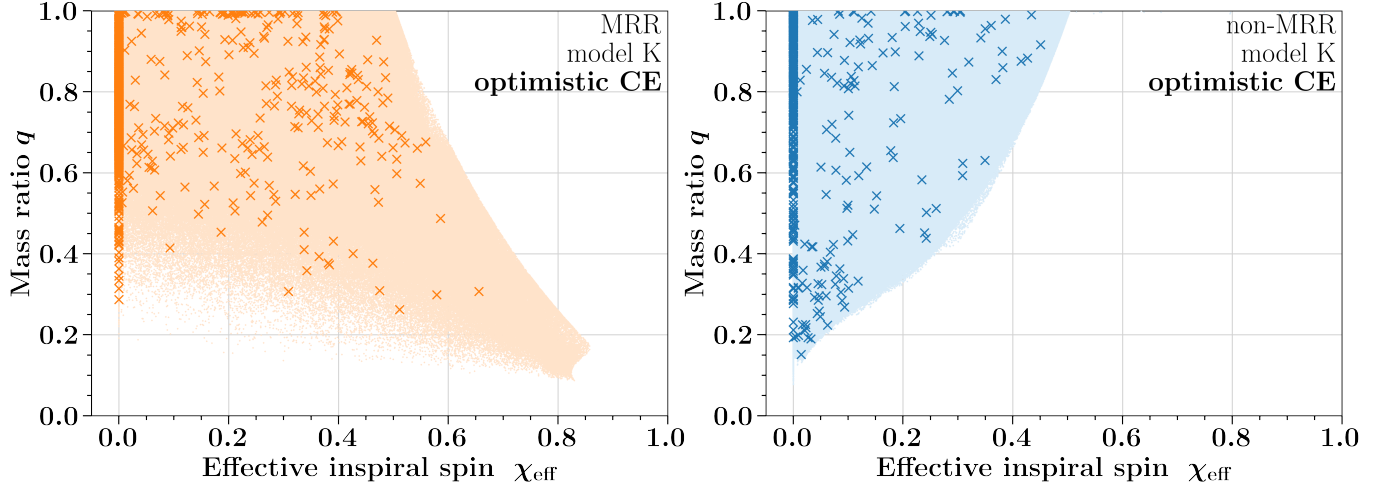 MRR
model K
optimistic CE
1.0
0.8
0.6
0.4
0.2
0.0
Mass ratio q
0.0 0.2 0.4 0.6 0.8 1.0
Effective inspiral spin χeff
non-MRR
model K
optimistic CE
1.0
0.8
0.6
0.4
0.2
0.0
Mass ratio q
0.0 0.2 0.4 0.6 0.8 1.0
Effective inspiral spin χeff